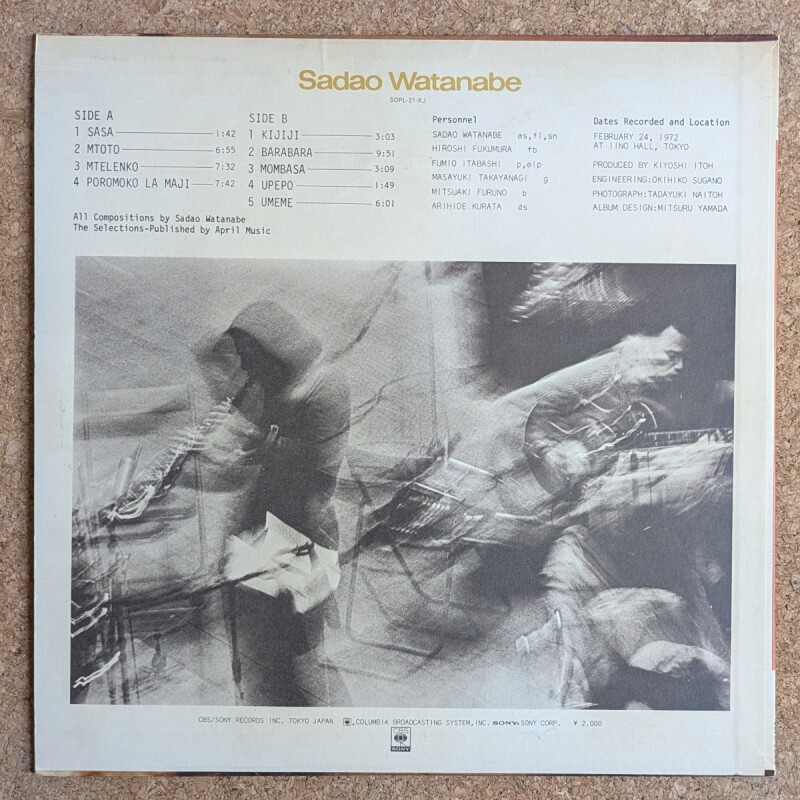 Sadao Watanabe
SOPL-21-XJ
SIDE A
1 SASA 1:42
2 MTOTO 6:55
3 MTELENKO 7:32
4 POROMOKO LA MAJI 7:42
All Compositions by Sadao Watanabe
The Selections-Published by April Music
SIDE B
1 KIJIJI 3:03
2 BARABARA 9:51
3 MOMBASA 3:09
4 UPEPO 1:49
5 UMEME 6:01
Personnel
SADAO WATANABE as,fl,sn
HIROSHI FUKUMURA tb
FUMIO ITABASHI p,elp
MASAYUKI TAKAYANAGI g
MITSUAKI FURUNO b
ARIHIDE KURATA ds
Dates Recorded and Location
FEBRUARY 24, 1972
AT IINO HALL, TOKYO
PRODUCED BY KIYOSHI ITOH
ENGINEERING:OKIHIKO SUGANO
PHOTOGRAPH:TADAYUKI NAITOH
ALBUM DESIGN:MITSURU YAMADA
CBS/SONY RECORDS INC. TOKYO JAPAN COLUMBIA BROADCASTING SYSTEM, INC. SONY SONY CORP. ¥ 2,000
CBS
SONY